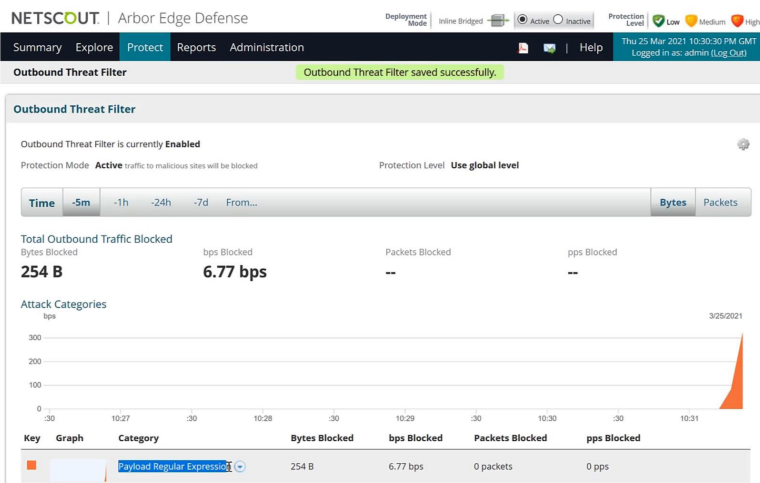 NETSCOUT. | Arbor Edge Defense
Deployment Mode Inline Bridged Active Inactive Protection Level Low Medium High
Summary Explore Protect Reports Administration | Help Thu 25 Mar 2021 10:30:30 PM GMT
Logged in as: admin (Log Out)
Outbound Threat Filter
Outbound Threat Filter saved successfully.
Outbound Threat Filter
Outbound Threat Filter is currently Enabled
Protection Mode Active traffic to malicious sites will be blocked Protection Level Use global level
Time -5m -1h -24h -7d From... Bytes Packets
Total Outbound Traffic Blocked
Bytes Blocked bps Blocked Packets Blocked pps Blocked
254 B 6.77 bps -- --
Attack Categories
bps 3/25/2021
300
200
100
0
:30 10:27 :30 10:28 :30 10:29 :30 10:30 :30 10:31
Key Graph Category Bytes Blocked bps Blocked Packets Blocked pps Blocked
Payload Regular Expression 254 B 6.77 bps 0 packets 0 pps